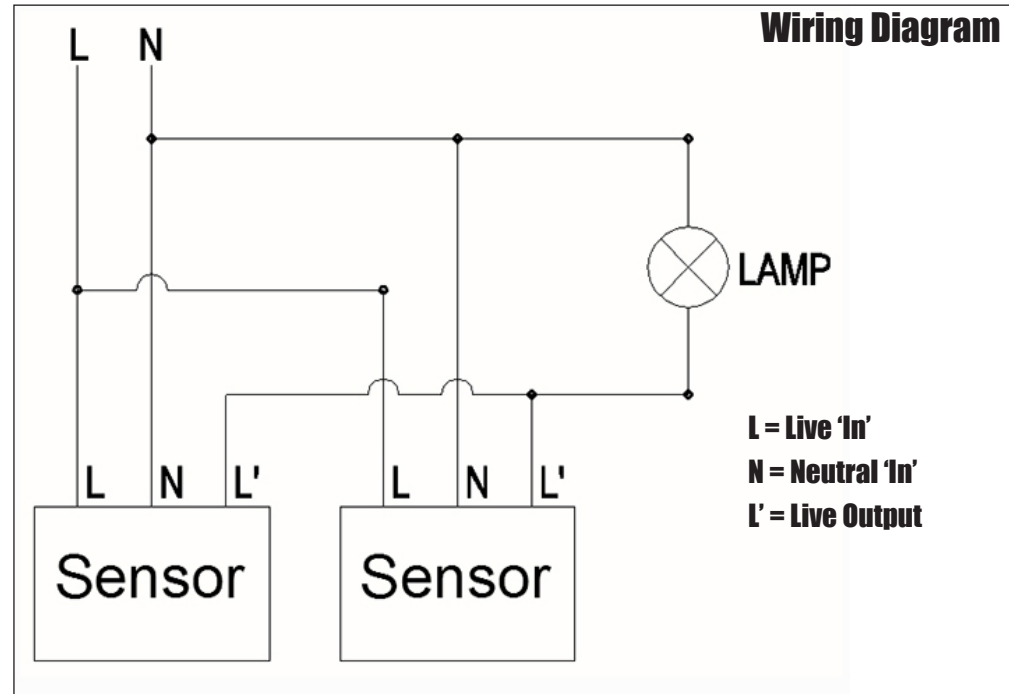 Wiring Diagram
L N
LAMP
L = Live ‘In’
N = Neutral ‘In’
L’ = Live Output
L N L' L N L'
Sensor Sensor